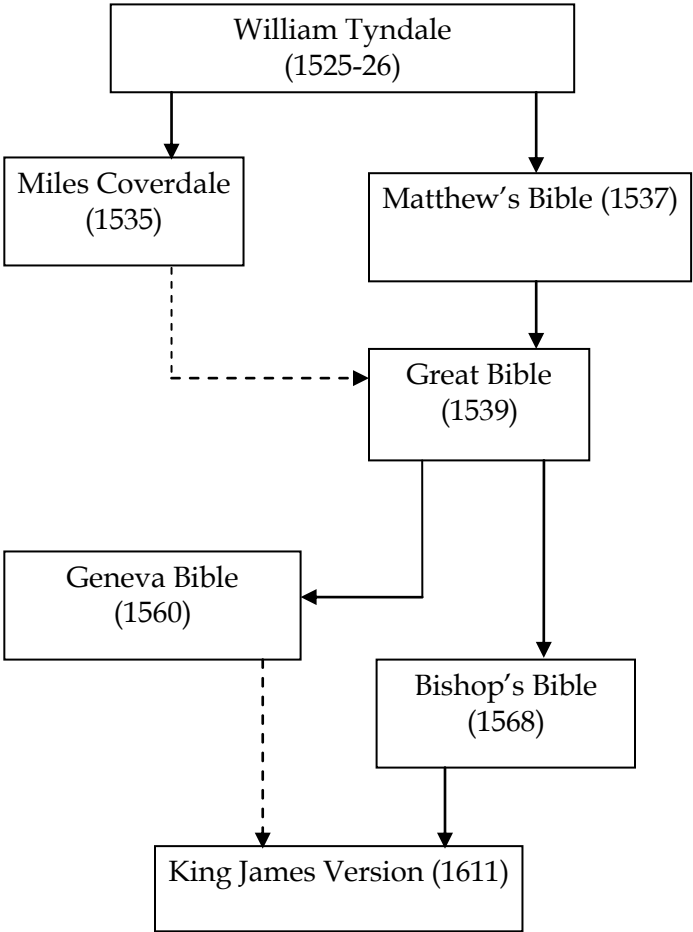 William Tyndale
(1525-26)
Miles Coverdale
(1535)
Matthew’s Bible (1537)
Great Bible
(1539)
Geneva Bible
(1560)
Bishop’s Bible
(1568)
King James Version (1611)